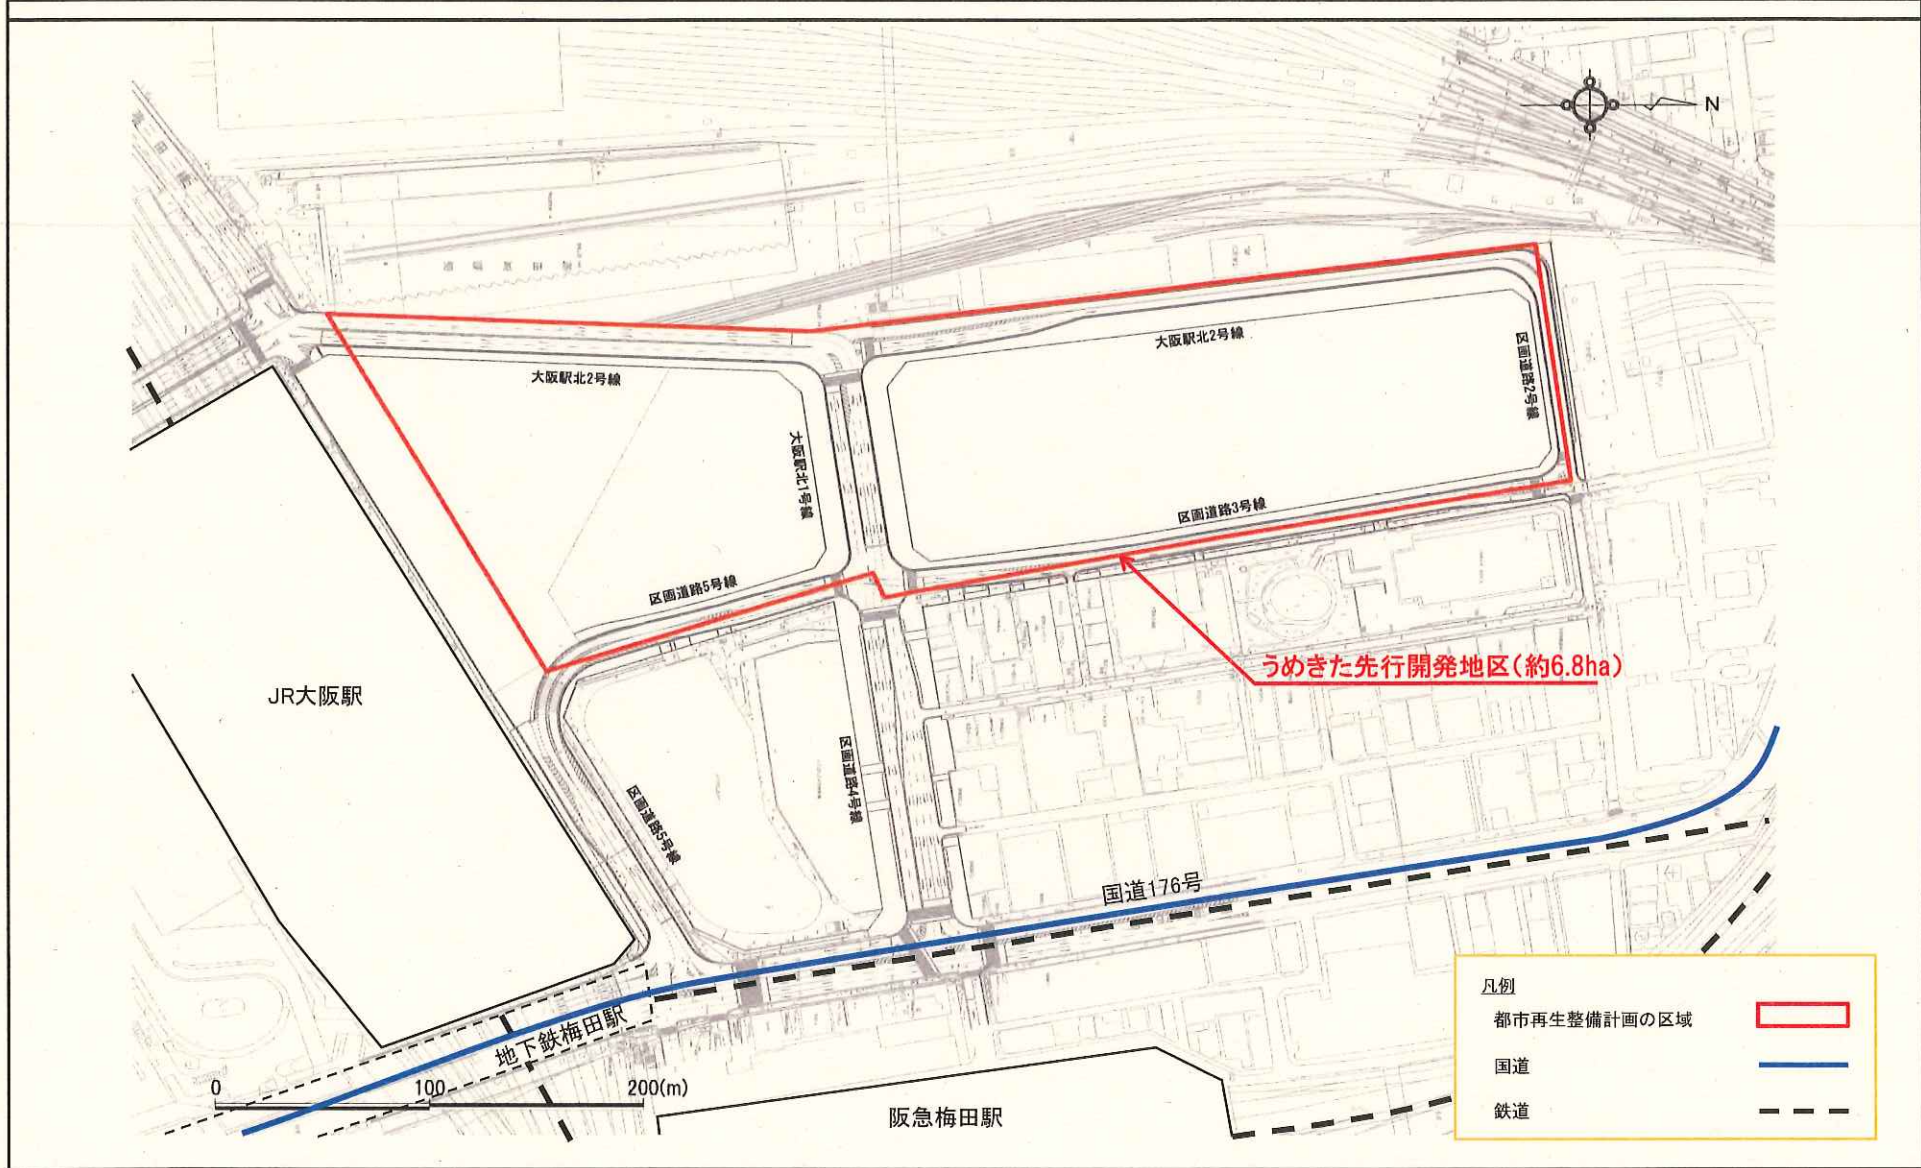 N
大阪駅北2号線
大阪駅北2号線
区画道路2号線
大阪駅北1号線
区画道路3号線
区画道路5号線
うめきた先行開発地区(約6.8ha)
JR大阪駅
区画道路4号線
区画道路5号線
国道176号
地下鉄梅田駅
0 100 200(m)
阪急梅田駅
凡例
都市再生整備計画の区域
国道
鉄道